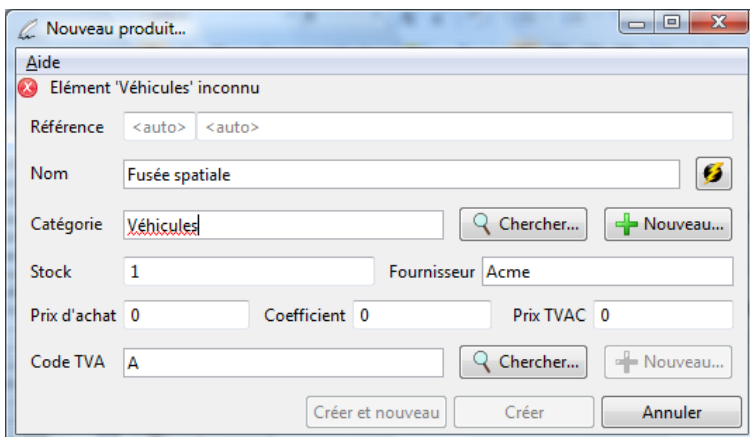 Nouveau produit...
Aide
Elément 'Véhicules' inconnu
Référence <auto> <auto>
Nom Fusée spatiale
Catégorie Véhicules Chercher... Nouveau...
Stock 1 Fournisseur Acme
Prix d'achat 0 Coefficient 0 Prix TVAC 0
Code TVA A Chercher... Nouveau...
Créer et nouveau Créer Annuler